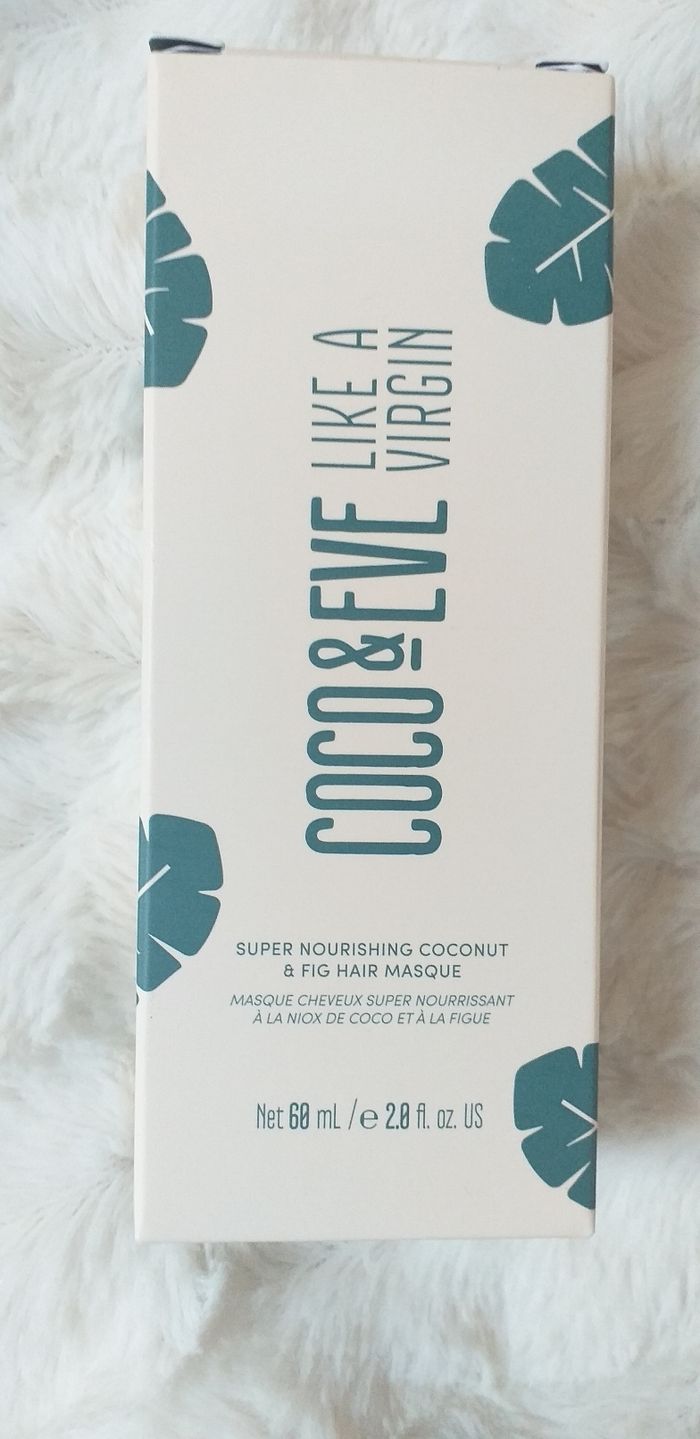 COCO & EVE LIKE A
VIRGIN
SUPER NOURISHING COCONUT
& FIG HAIR MASQUE
MASQUE CHEVEUX SUPER NOURRISSANT
À LA NIOX DE COCO ET À LA FIGUE
Net 60 mL / e 2.0 fl. oz. US